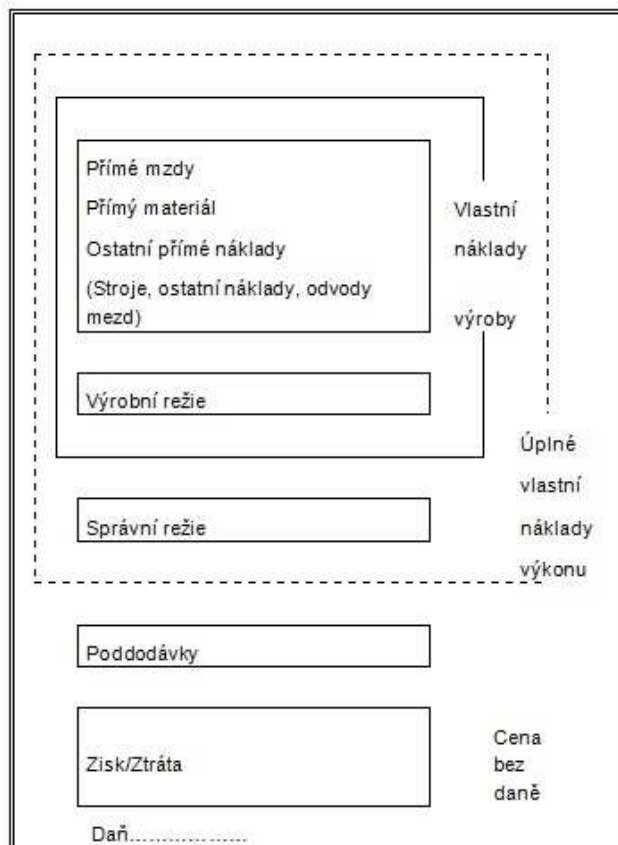 Přímé mzdy
Přímý materiál
Vlastní
Ostatní přímé náklady
náklady
(Stroje, ostatní náklady, odvody
mezd)
výroby
Výrobní režie
Úplné
vlastní
Správní režie
náklady
výkonu
Poddodávky
Cena
Zisk/Ztráta
bez
daně
Daň...................